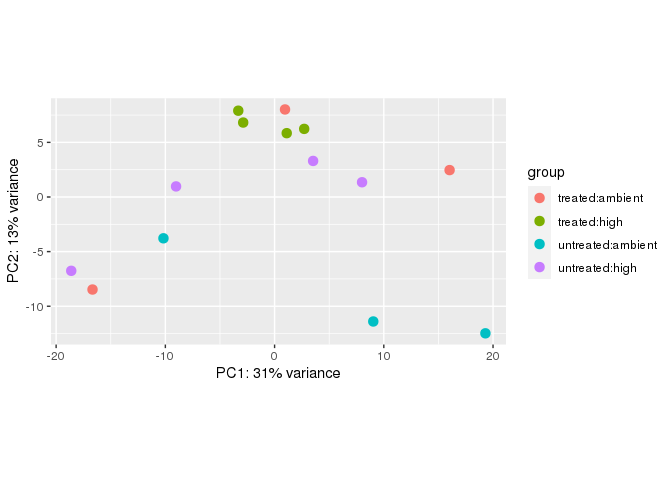 5
0
-5
-10
PC2: 13% variance
-20
-10
0
10
20
PC1: 31% variance
group
treated:ambient
treated:high
untreated:ambient
untreated:high